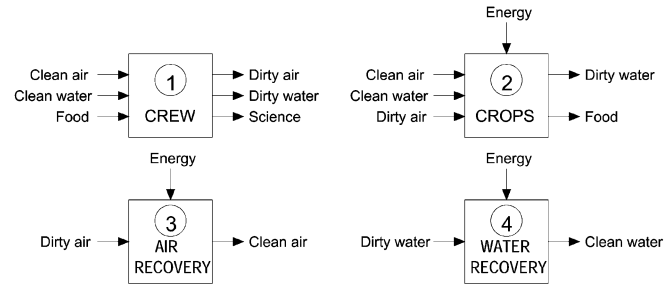 Energy
Clean air
Clean water
Food
1
CREW
Dirty air
Dirty water
Science
Clean air
Clean water
Dirty air
2
CROPS
Dirty water
Food
Energy
Energy
Dirty air
3
AIR
RECOVERY
Clean air
Dirty water
4
WATER
RECOVERY
Clean water